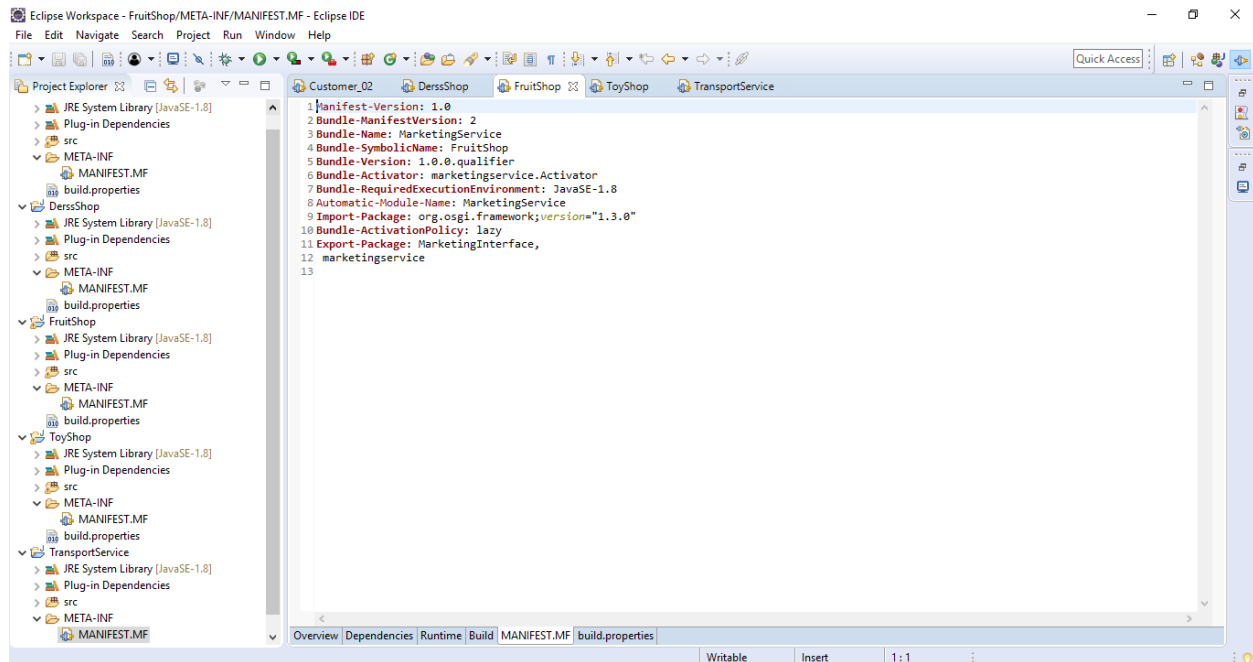 Eclipse Workspace - FruitShop/META-INF/MANIFEST.MF - Eclipse IDE
File Edit Navigate Search Project Run Window Help
Quick Access
Project Explorer
JRE System Library [JavaSE-1.8]
Plug-in Dependencies
src
META-INF
MANIFEST.MF
build.properties
DerssShop
JRE System Library [JavaSE-1.8]
Plug-in Dependencies
src
META-INF
MANIFEST.MF
build.properties
FruitShop
JRE System Library [JavaSE-1.8]
Plug-in Dependencies
src
META-INF
MANIFEST.MF
build.properties
ToyShop
JRE System Library [JavaSE-1.8]
Plug-in Dependencies
src
META-INF
MANIFEST.MF
build.properties
TransportService
JRE System Library [JavaSE-1.8]
Plug-in Dependencies
src
META-INF
MANIFEST.MF
Customer_02 DerssShop FruitShop ToyShop TransportService
1 Manifest-Version: 1.0
2 Bundle-ManifestVersion: 2
3 Bundle-Name: MarketingService
4 Bundle-SymbolicName: FruitShop
5 Bundle-Version: 1.0.0.qualifier
6 Bundle-Activator: marketingservice.Activator
7 Bundle-RequiredExecutionEnvironment: JavaSE-1.8
8 Automatic-Module-Name: MarketingService
9 Import-Package: org.osgi.framework;version="1.3.0"
10 Bundle-ActivationPolicy: lazy
11 Export-Package: MarketingInterface,
12 marketingservice
13
Overview Dependencies Runtime Build MANIFEST.MF build.properties
Writable Insert 1:1